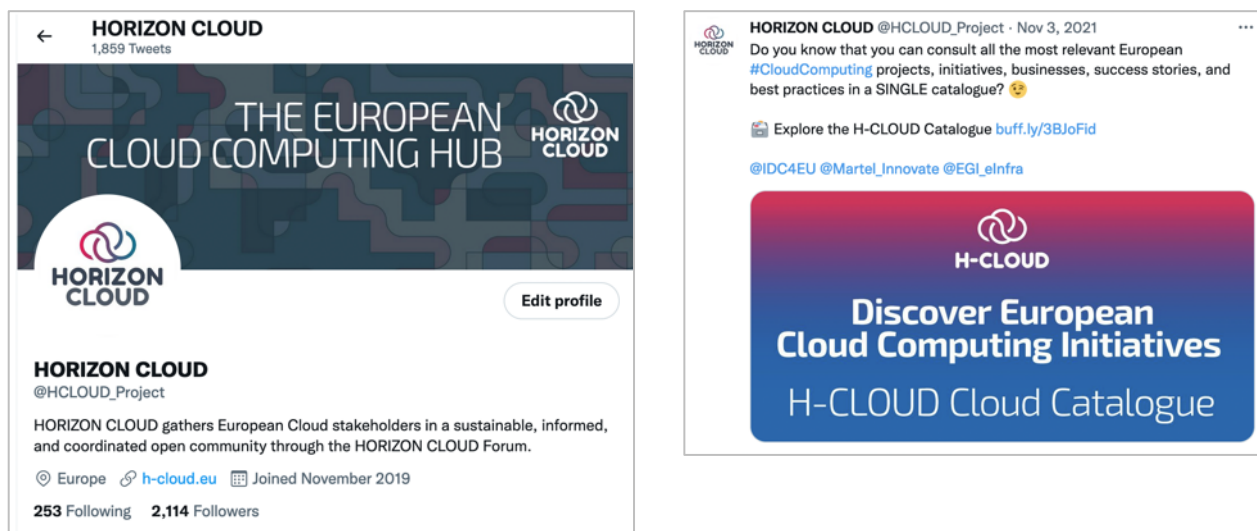 HORIZON CLOUD
1,859 Tweets
THE EUROPEAN
CLOUD COMPUTING HUB
HORIZON
CLOUD
HORIZON
CLOUD
Edit profile
HORIZON CLOUD
@HCLOUD_Project
HORIZON CLOUD gathers European Cloud stakeholders in a sustainable, informed,
and coordinated open community through the HORIZON CLOUD Forum.
Europe h-cloud.eu Joined November 2019
253 Following 2,114 Followers
HORIZON
CLOUD
HORIZON CLOUD @HCLOUD_Project · Nov 3, 2021
Do you know that you can consult all the most relevant European
#CloudComputing projects, initiatives, businesses, success stories, and
best practices in a SINGLE catalogue? 😉
🗃️ Explore the H-CLOUD Catalogue buff.ly/3BJoFid
@IDC4EU @Martel_Innovate @EGI_eInfra
H-CLOUD
Discover European
Cloud Computing Initiatives
H-CLOUD Cloud Catalogue